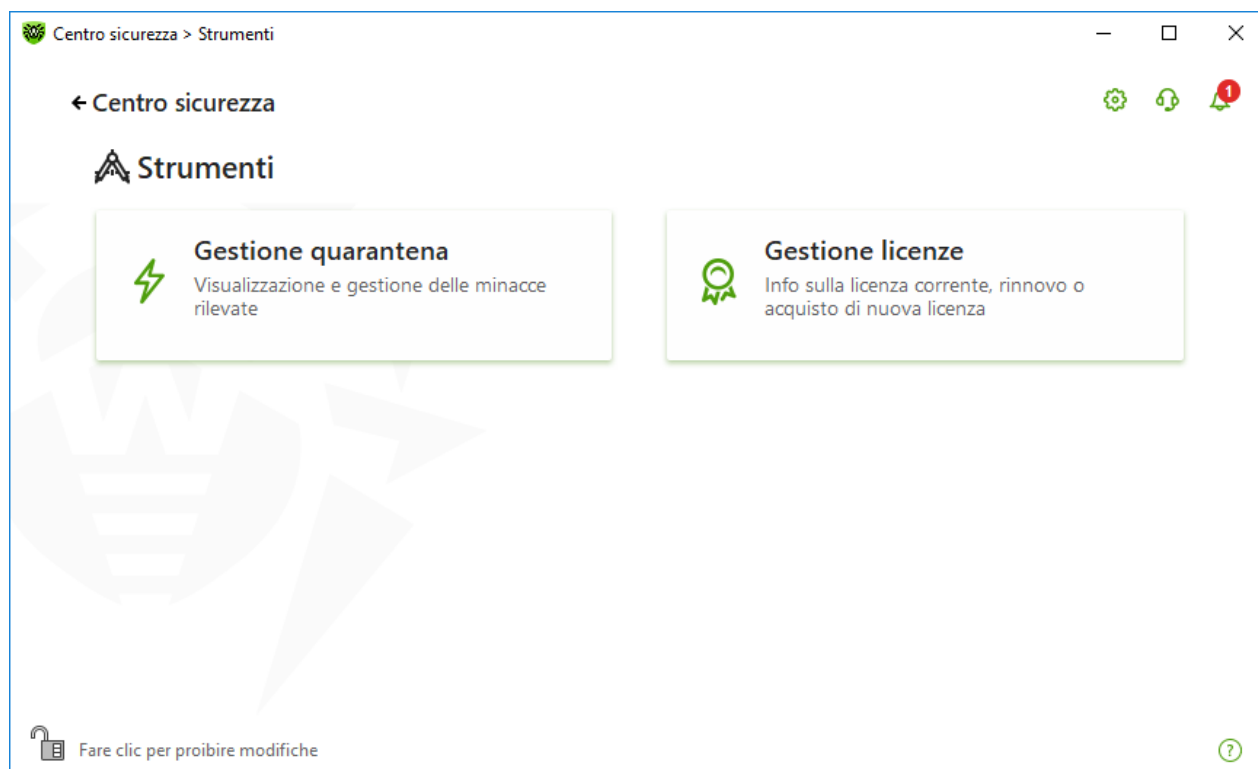 Centro sicurezza > Strumenti
Centro sicurezza
1
Strumenti
Gestione quarantena
Visualizzazione e gestione delle minacce
rilevate
Gestione licenze
Info sulla licenza corrente, rinnovo o
acquisto di nuova licenza
Fare clic per proibire modifiche
?